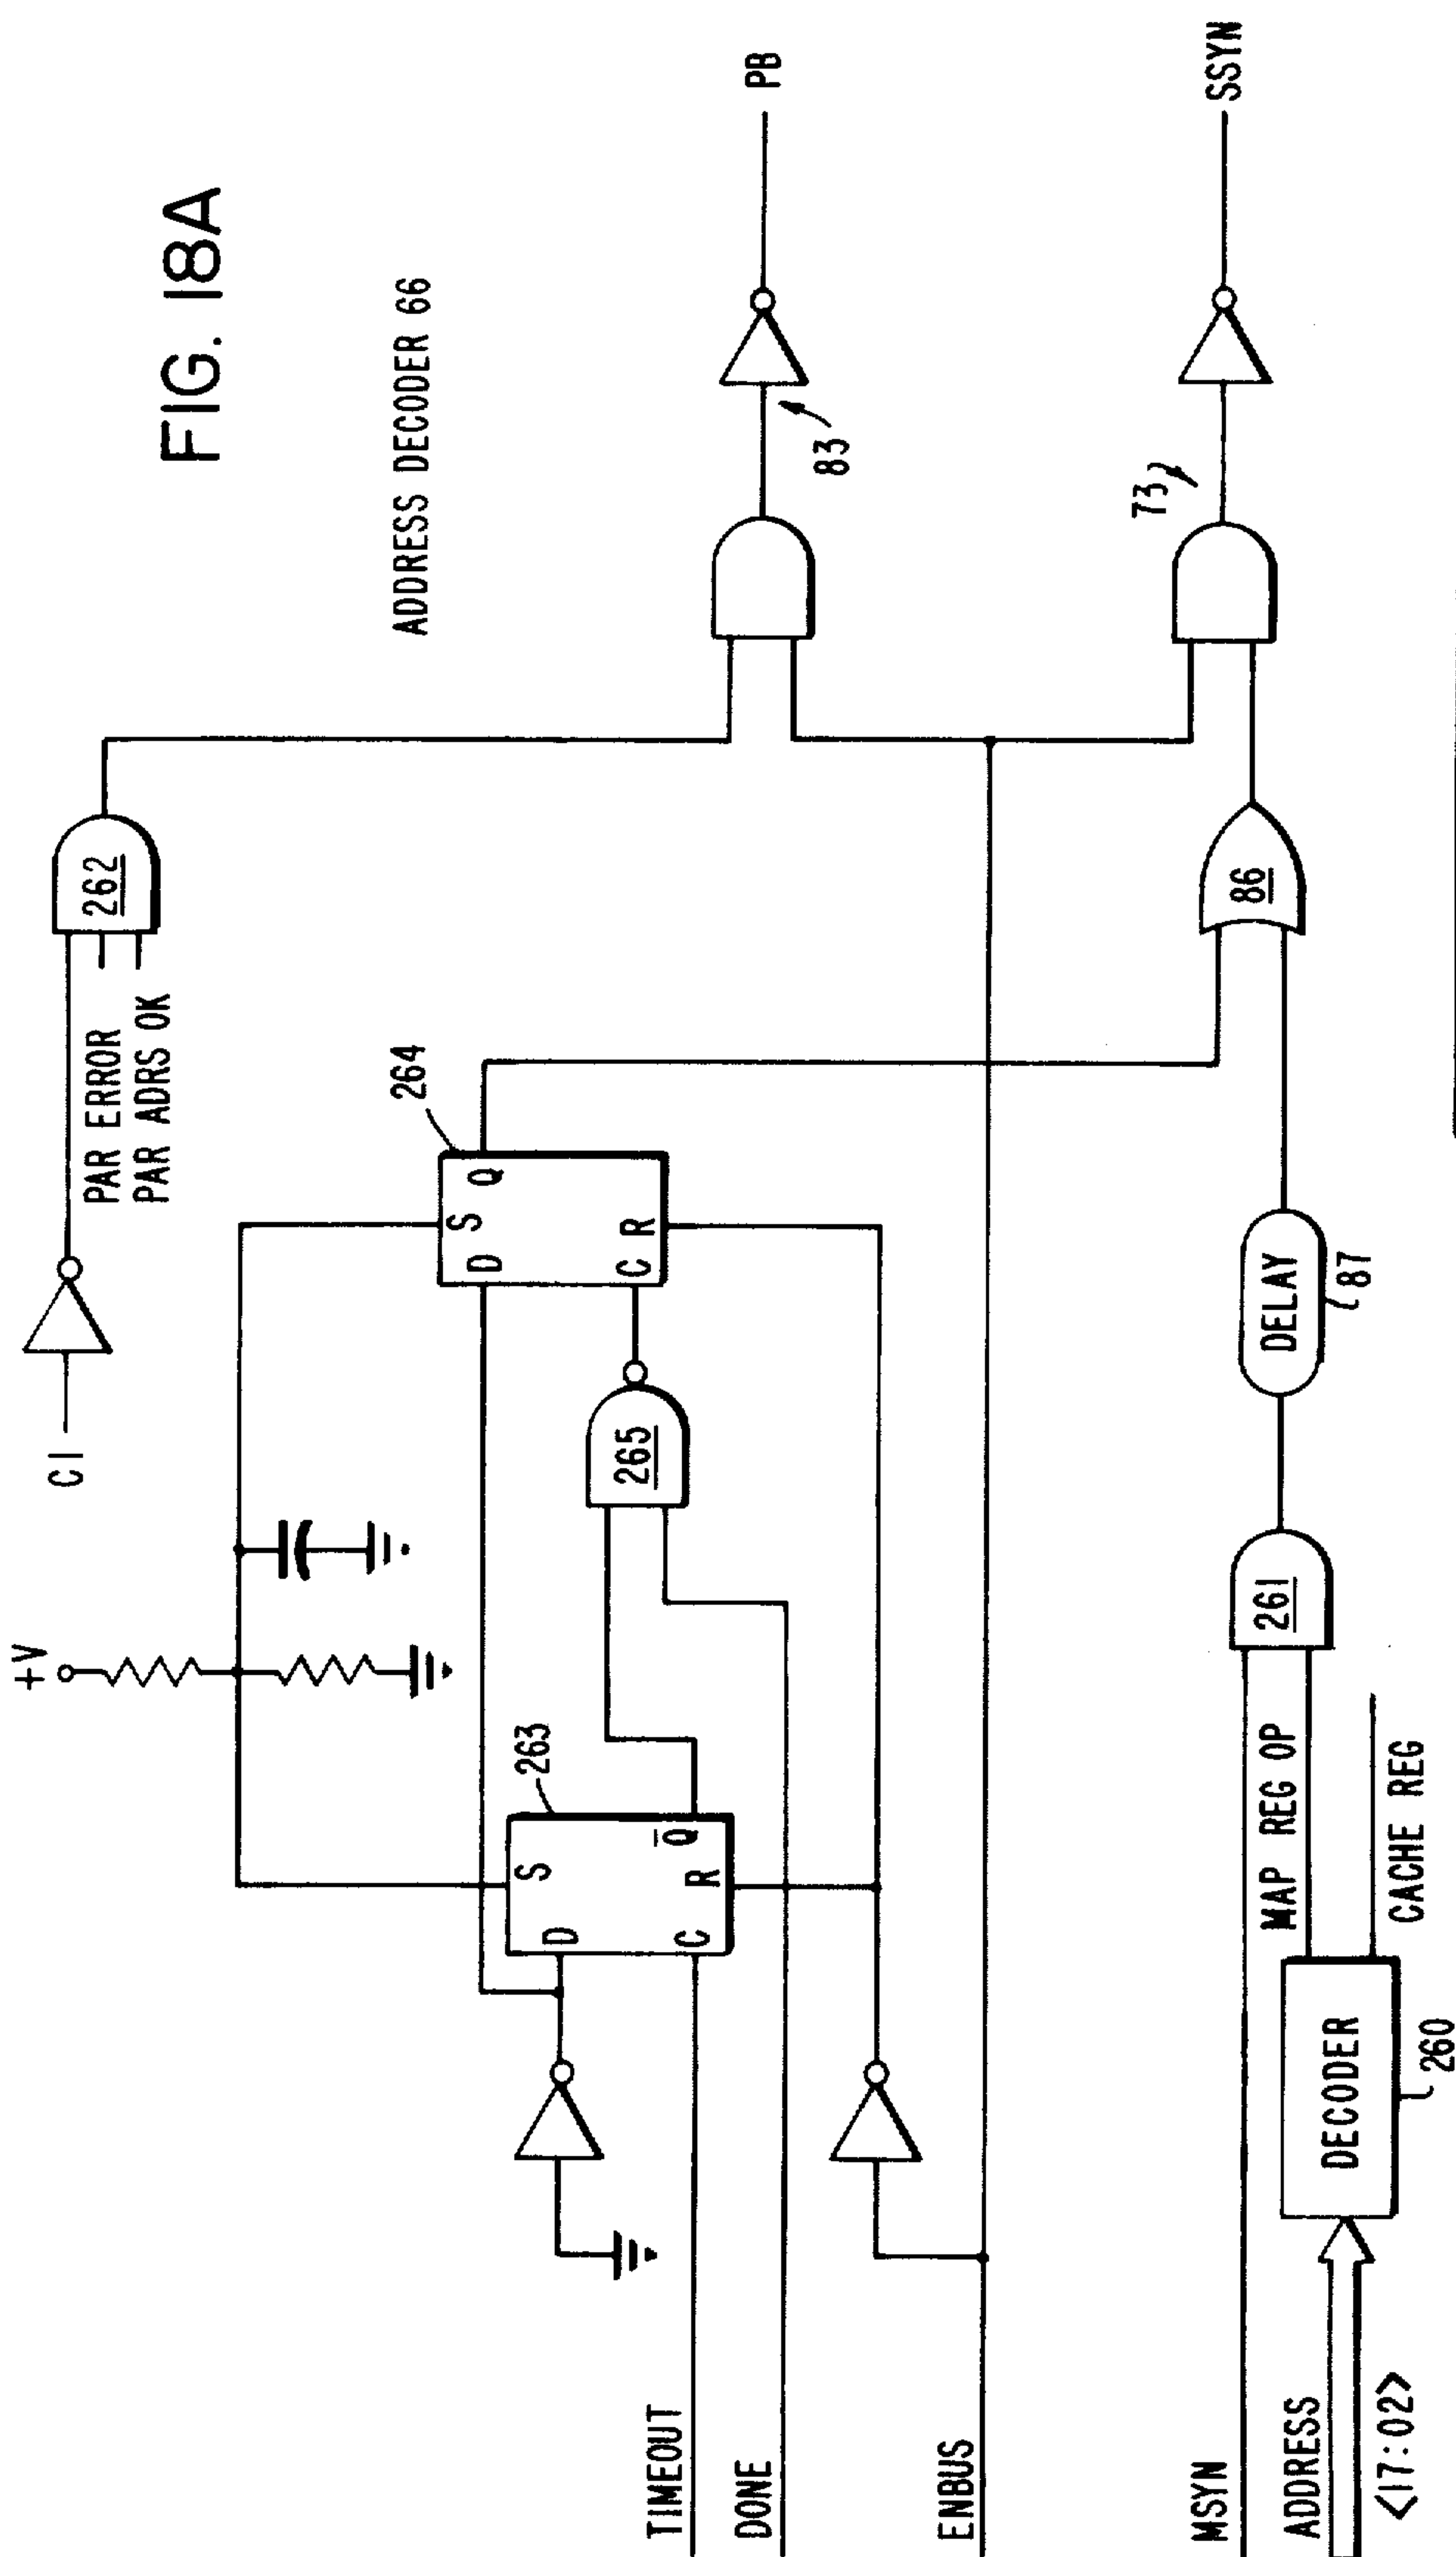 FIG. 18A
ADDRESS DECODER 66
C1
PAR ERROR
PAR ADRS OK
262
PB
83
+V
264
S
D
Q
C
R
263
S
D
Q
C
R
265
TIMEOUT
DONE
ENBUS
73
SSYN
86
MSYN
MAP REG OP
261
DELAY
87
ADDRESS
<17:02>
DECODER
260
CACHE REG